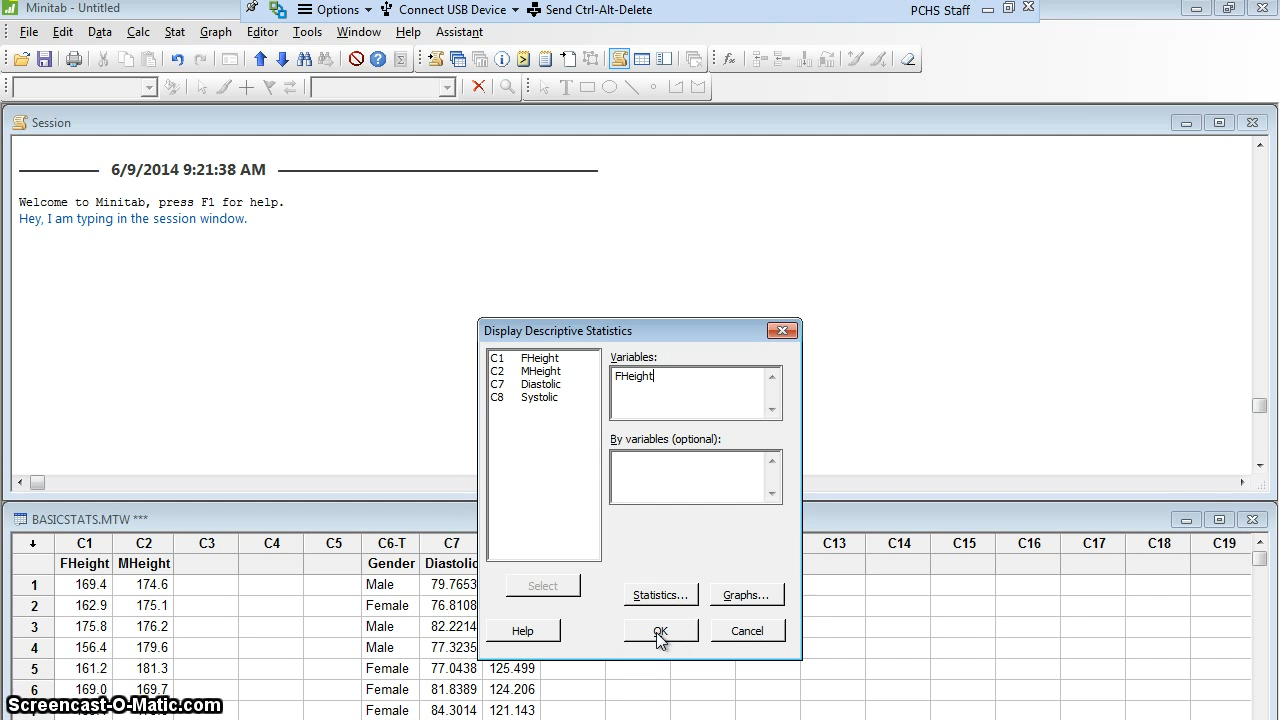 Minitab - Untitled
Options
Connect USB Device
Send Ctrl-Alt-Delete
PCHS Staff
File Edit Data Calc Stat Graph Editor Tools Window Help Assistant
Session
6/9/2014 9:21:38 AM
Welcome to Minitab, press F1 for help.
Hey, I am typing in the session window.
Display Descriptive Statistics
C1 FHeight
C2 MHeight
C7 Diastolic
C8 Systolic
Variables:
FHeight
By variables (optional):
Select
Statistics...
Graphs...
Help
OK
Cancel
BASICSTATS.MTW ***
C1 C2 C3 C4 C5 C6-T C7 C13 C14 C15 C16 C17 C18 C19
FHeight MHeight Gender Diastolic
1 169.4 174.6 Male 79.7653
2 162.9 175.1 Female 76.8108
3 175.8 176.2 Male 82.2214
4 156.4 179.6 Male 77.3235
5 161.2 181.3 Female 77.0438 125.499
6 169.0 169.7 Female 81.8389 124.206
Female 84.3014 121.143
Screencast-O-Matic.com